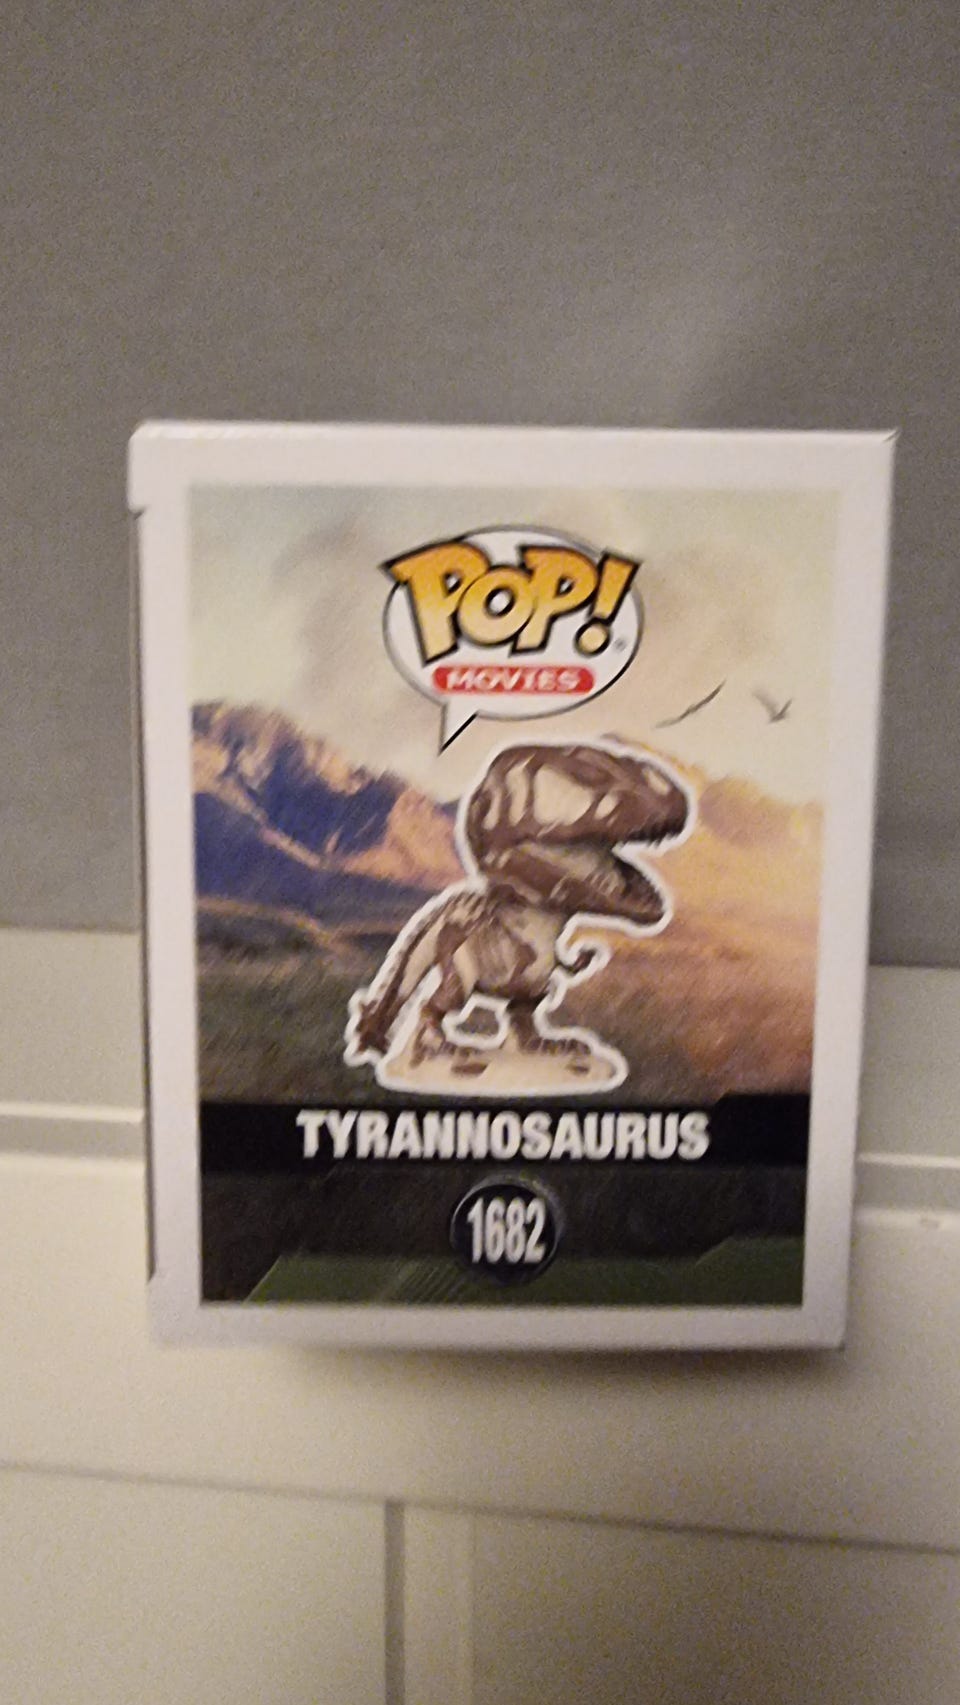 POP!
MOVIES
TYRANNOSAURUS
1682